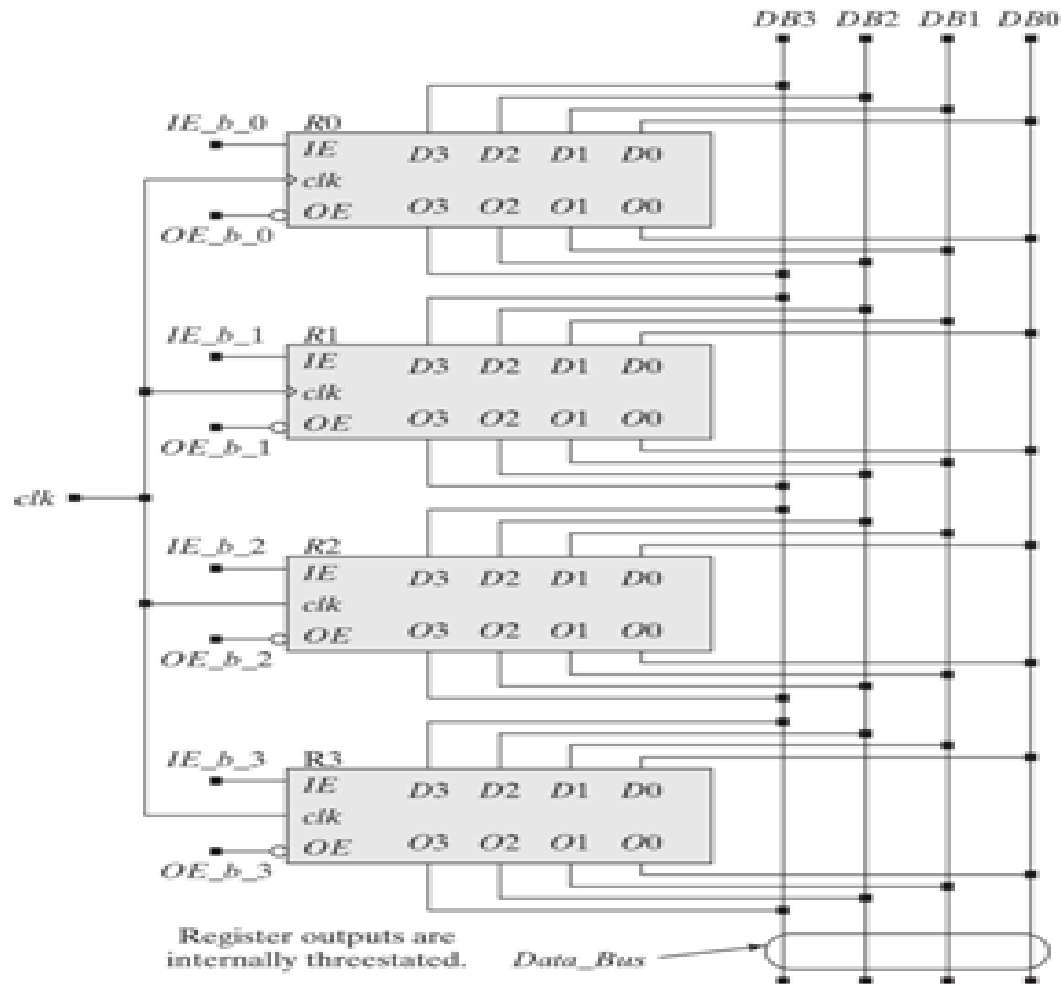 DB3 DB2 DB1 DB0
IE_b_0 R0
IE D3 D2 D1 D0
clk
OE O3 O2 O1 O0
OE_b_0
IE_b_1 R1
IE D3 D2 D1 D0
clk
OE O3 O2 O1 O0
OE_b_1
clk
IE_b_2 R2
IE D3 D2 D1 D0
clk
OE O3 O2 O1 O0
OE_b_2
IE_b_3 R3
IE D3 D2 D1 D0
clk
OE O3 O2 O1 O0
OE_b_3
Register outputs are
internally threestated. Data_Bus